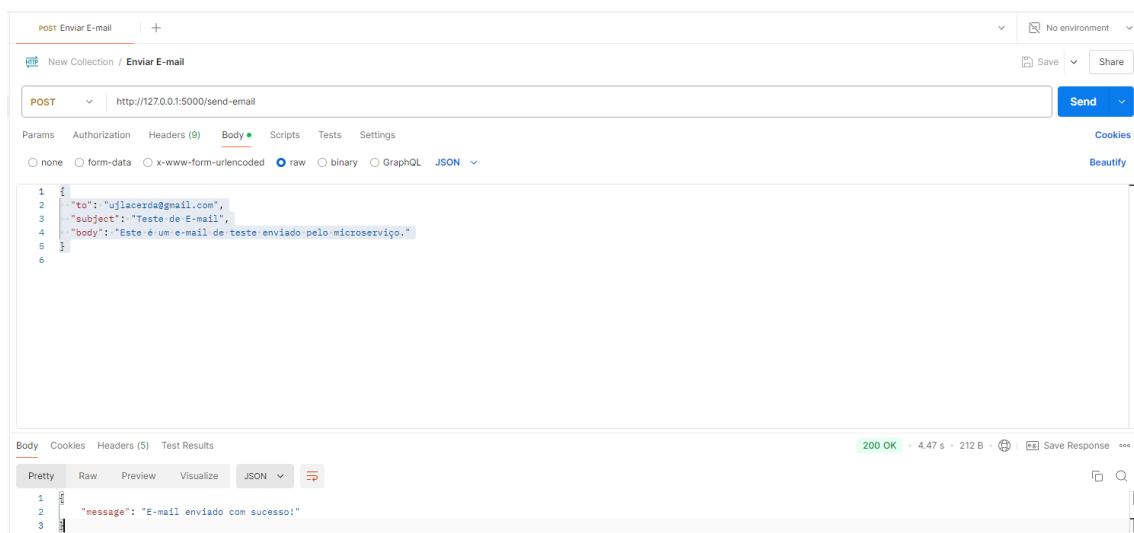 POST Enviar E-mail
No environment
HTTP New Collection / Enviar E-mail
Save Share
POST http://127.0.0.1:5000/send-email Send
Params Authorization Headers (9) Body Scripts Tests Settings Cookies
none form-data x-www-form-urlencoded raw binary GraphQL JSON Beautify
1 {
2 "to": "ujlacerda@gmail.com",
3 "subject": "Teste de E-mail",
4 "body": "Este é um e-mail de teste enviado pelo microserviço."
5 }
6
Body Cookies Headers (5) Test Results 200 OK 4.47 s 212 B e.g. Save Response
Pretty Raw Preview Visualize JSON
1 {
2 "message": "E-mail enviado com sucesso!"
3 }